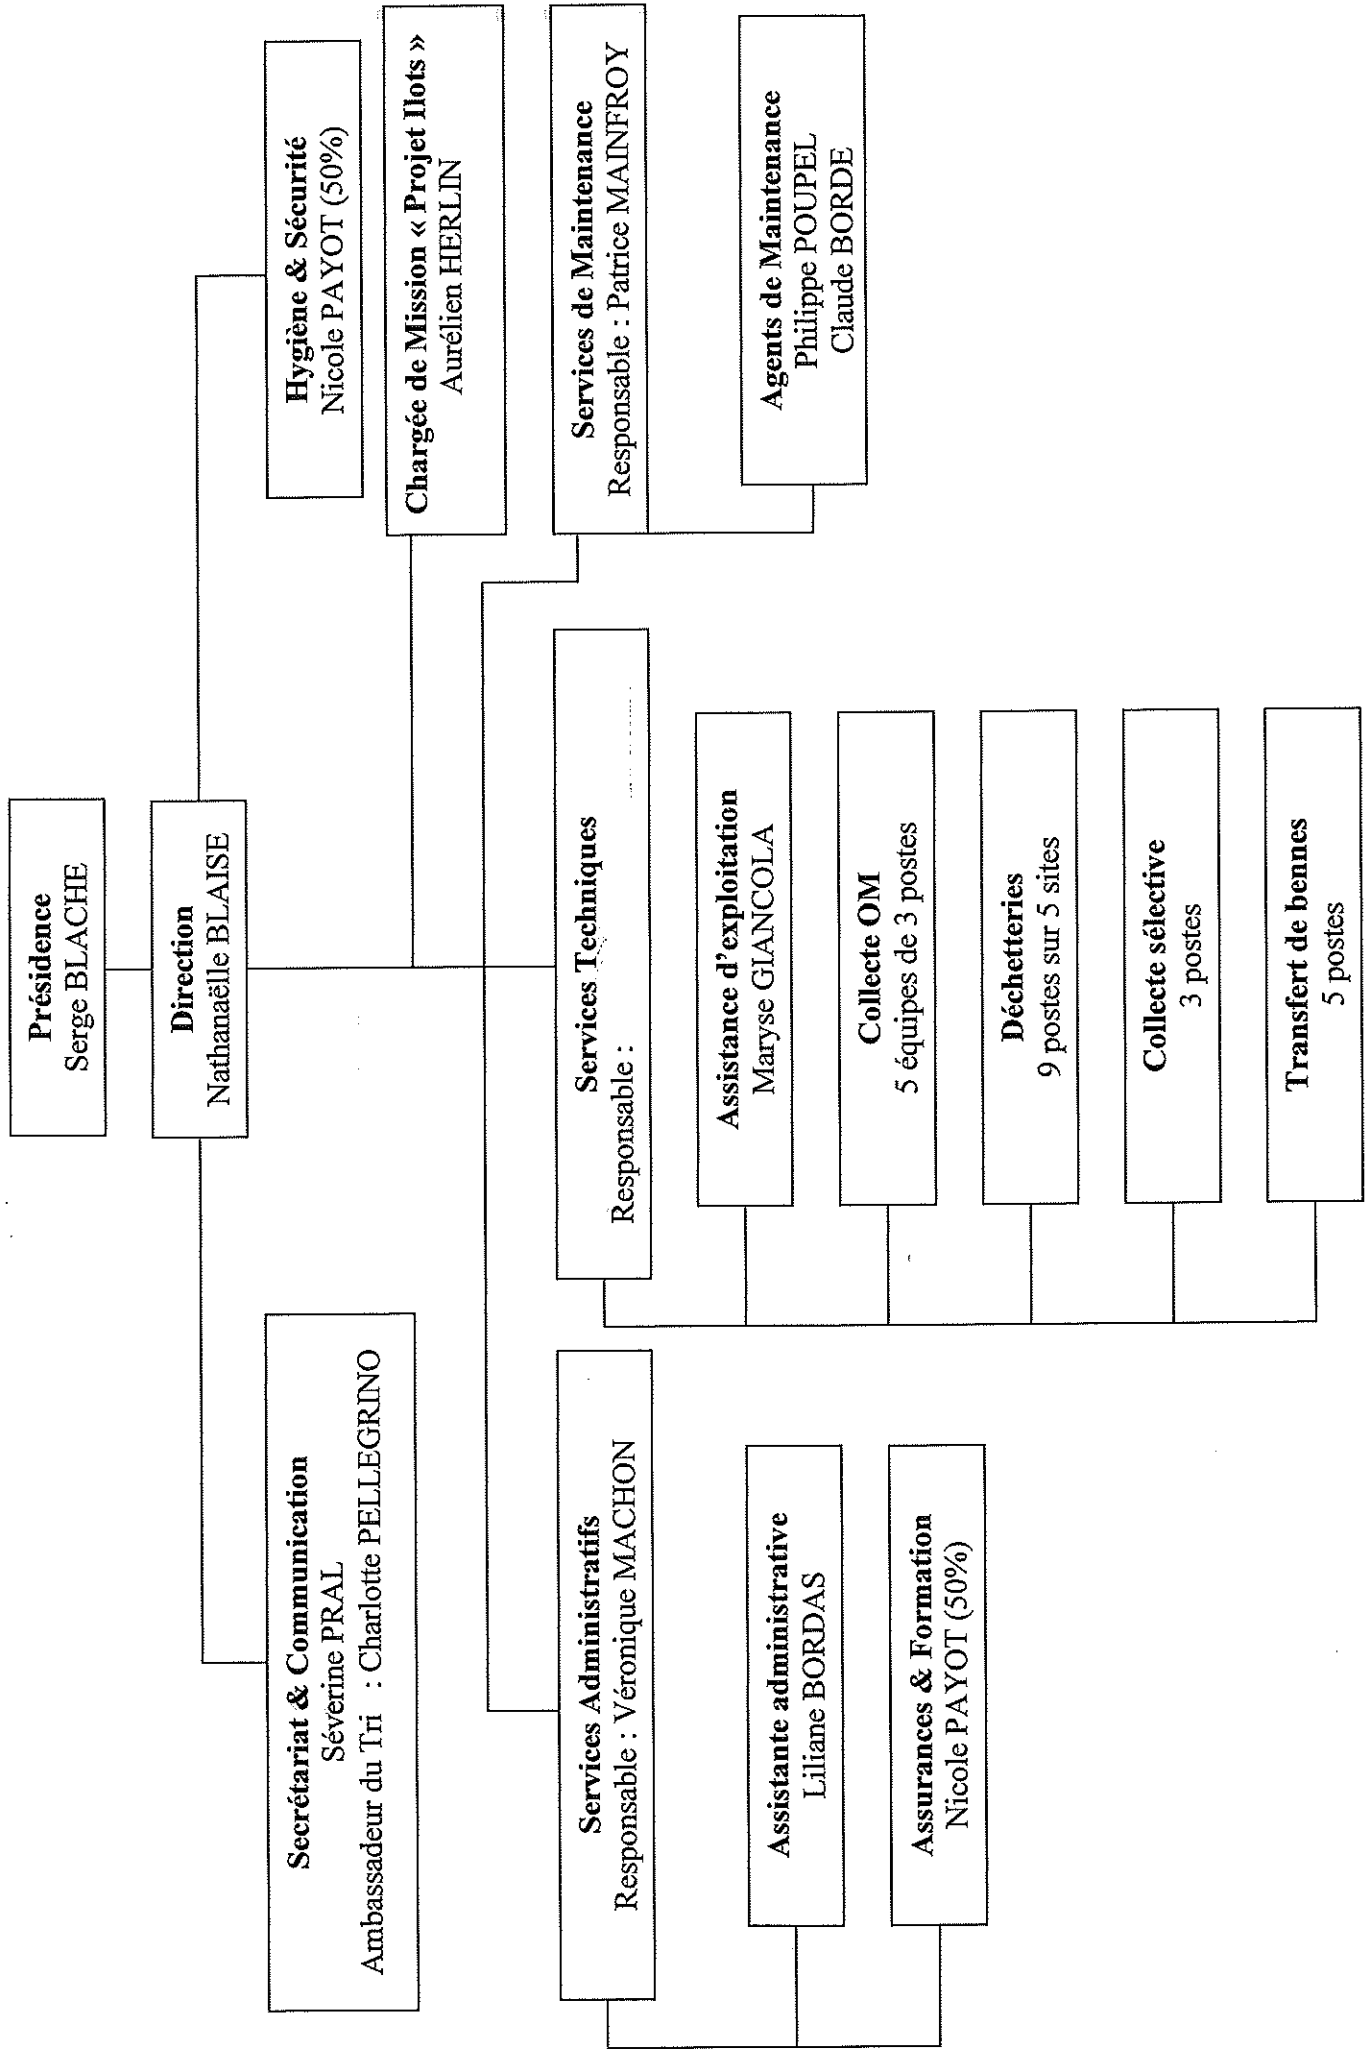 Présidence
Serge BLACHE
Direction
Nathanaëlle BLAISE
Secrétariat & Communication
Séverine PRAL
Ambassadeur du Tri : Charlotte PELLEGRINO
Hygiène & Sécurité
Nicole PAYOT (50%)
Chargée de Mission « Projet Ilots »
Aurélien HERLIN
Services Administratifs
Responsable : Véronique MACHON
Assistante administrative
Liliane BORDAS
Assurances & Formation
Nicole PAYOT (50%)
Services Techniques
Responsable :
Assistance d'exploitation
Maryse GIANCOLA
Collecte OM
5 équipes de 3 postes
Déchetteries
9 postes sur 5 sites
Collecte sélective
3 postes
Transfert de bennes
5 postes
Services de Maintenance
Responsable : Patrice MAINFROY
Agents de Maintenance
Philippe POUPEL
Claude BORDE